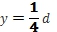 y = 1/4 d